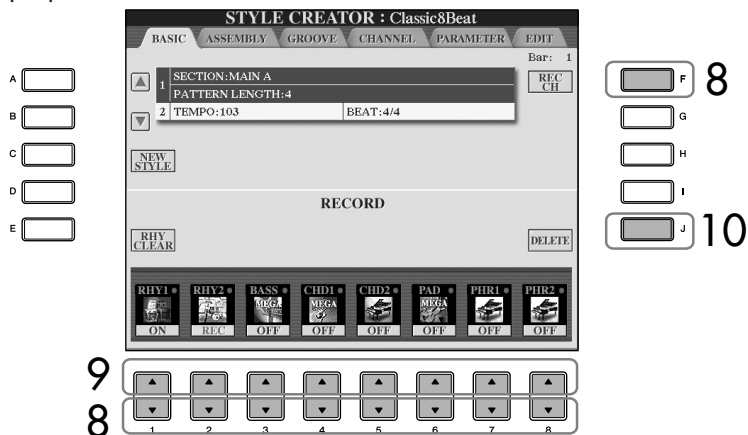 STYLE CREATOR : Classic8Beat
BASIC ASSEMBLY GROOVE CHANNEL PARAMETER EDIT
Bar: 1
1 SECTION:MAIN A
PATTERN LENGTH:4
2 TEMPO:103 BEAT:4/4
REC CH
NEW STYLE
RECORD
RHY CLEAR
DELETE
RHY1 RHY2 BASS CHD1 CHD2 PAD PHR1 PHR2
MEGA MEGA MEGA
ON REC OFF OFF OFF OFF OFF OFF
A
B
C
D
E
F 8
G
H
I
J 10
9
8
1 2 3 4 5 6 7 8